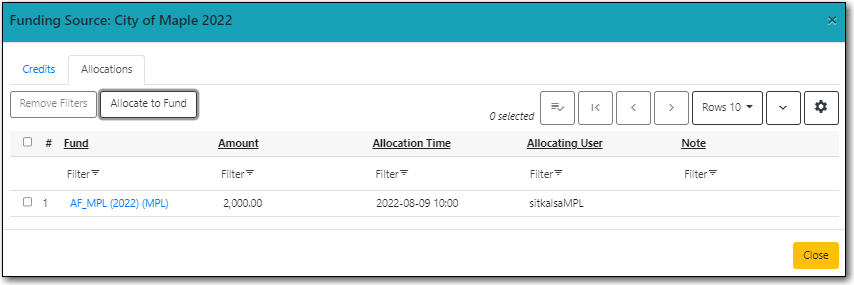 Funding Source: City of Maple 2022 ×
Credits Allocations
Remove Filters Allocate to Fund 0 selected Rows 10
# Fund Amount Allocation Time Allocating User Note
Filter Filter Filter Filter Filter
1 AF_MPL (2022) (MPL) 2,000.00 2022-08-09 10:00 sitkalsaMPL
Close